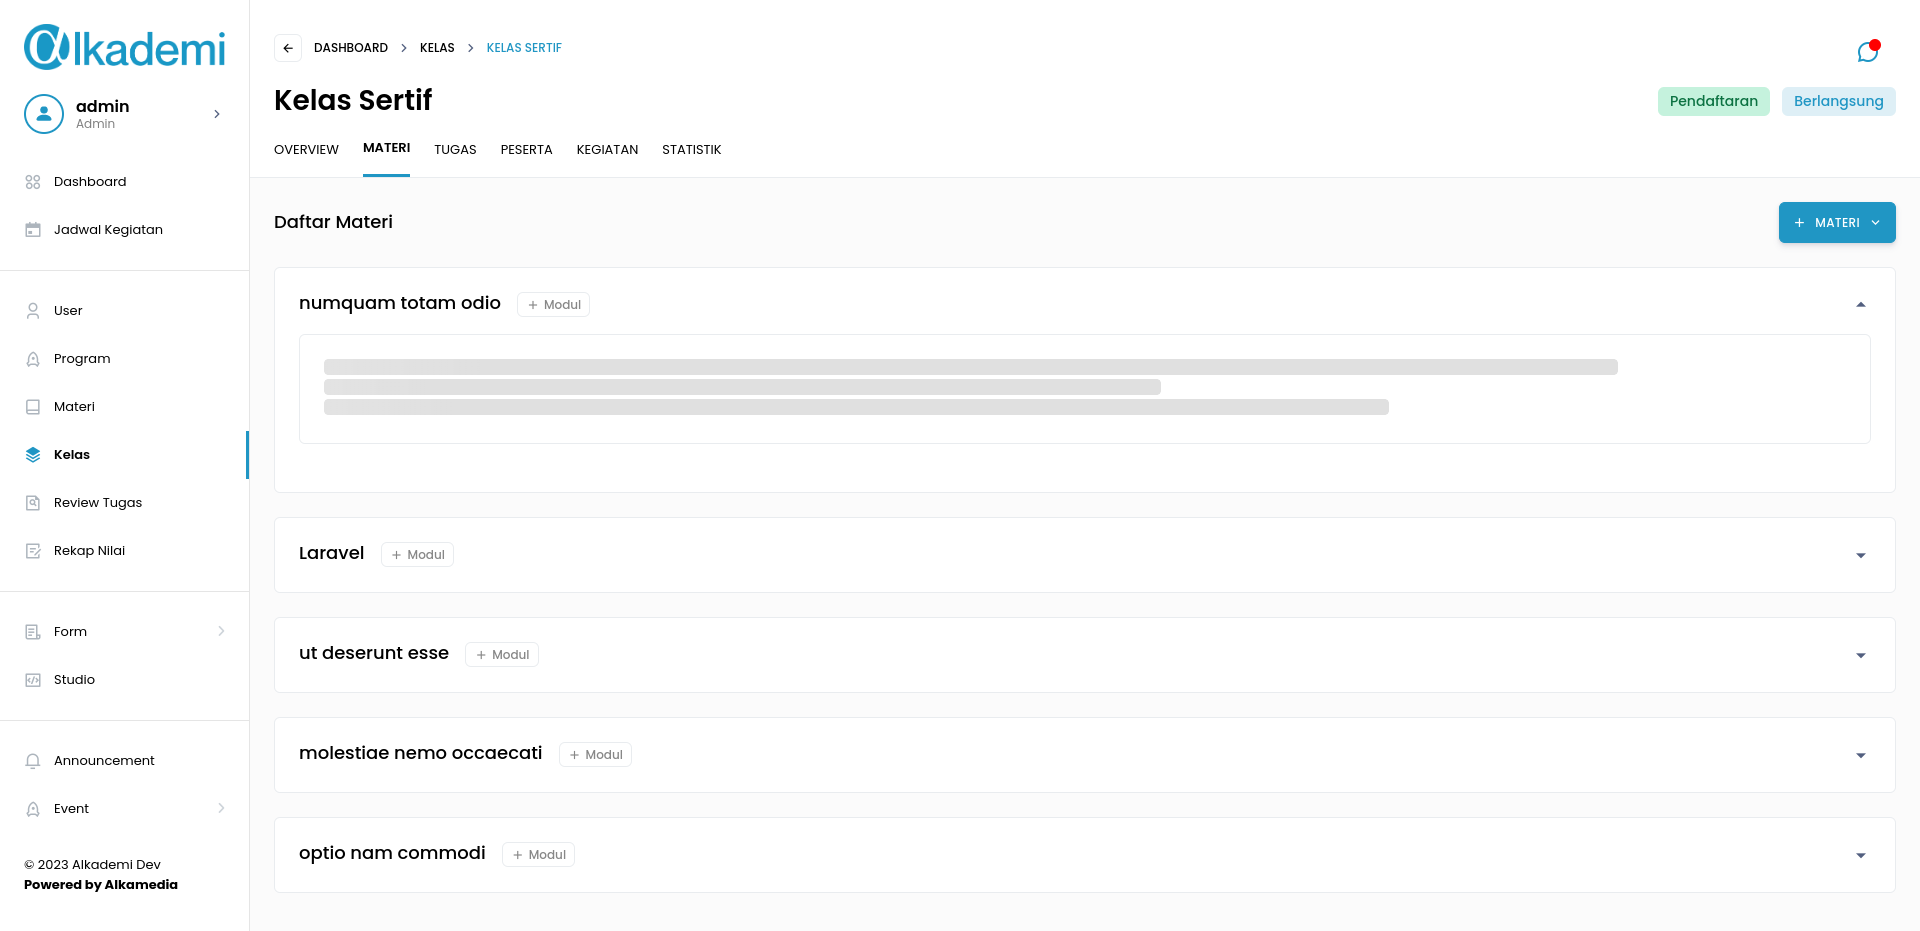 @lkademi
admin
Admin
Dashboard
Jadwal Kegiatan
User
Program
Materi
Kelas
Review Tugas
Rekap Nilai
Form
Studio
Announcement
Event
© 2023 Alkademi Dev
Powered by Alkamedia
DASHBOARD > KELAS > KELAS SERTIF
Kelas Sertif
Pendaftaran Berlangsung
OVERVIEW MATERI TUGAS PESERTA KEGIATAN STATISTIK
Daftar Materi
+ MATERI
numquam totam odio + Modul
Laravel + Modul
ut deserunt esse + Modul
molestiae nemo occaecati + Modul
optio nam commodi + Modul